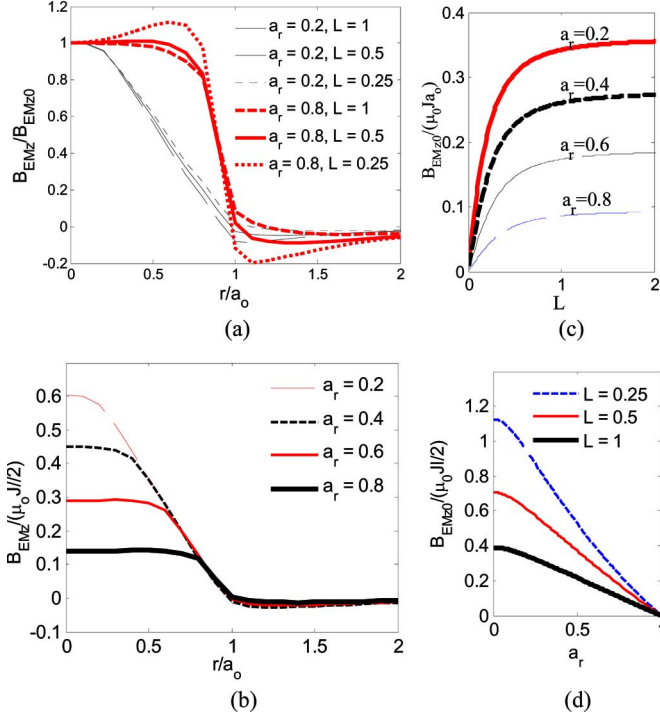 a_r = 0.2, L = 1
a_r = 0.2, L = 0.5
a_r = 0.2, L = 0.25
a_r = 0.8, L = 1
a_r = 0.8, L = 0.5
a_r = 0.8, L = 0.25
B_EMz/B_EMz0
1
0.8
0.6
0.4
0.2
0
-0.2
0 0.5 1 1.5 2
r/a_o
(a)
a_r=0.2
a_r=0.4
a_r=0.6
a_r=0.8
B_EMz0/(μ_0Ja_o)
0.4
0.3
0.2
0.1
0
0 1 2
L
(c)
a_r = 0.2
a_r = 0.4
a_r = 0.6
a_r = 0.8
B_EMz/(μ_oJl/2)
0.6
0.5
0.4
0.3
0.2
0.1
0
-0.1
0 0.5 1 1.5 2
r/a_o
(b)
L = 0.25
L = 0.5
L = 1
B_EMz0/(μ_0Jl/2)
1.2
1
0.8
0.6
0.4
0.2
0
0 0.5 1
a_r
(d)